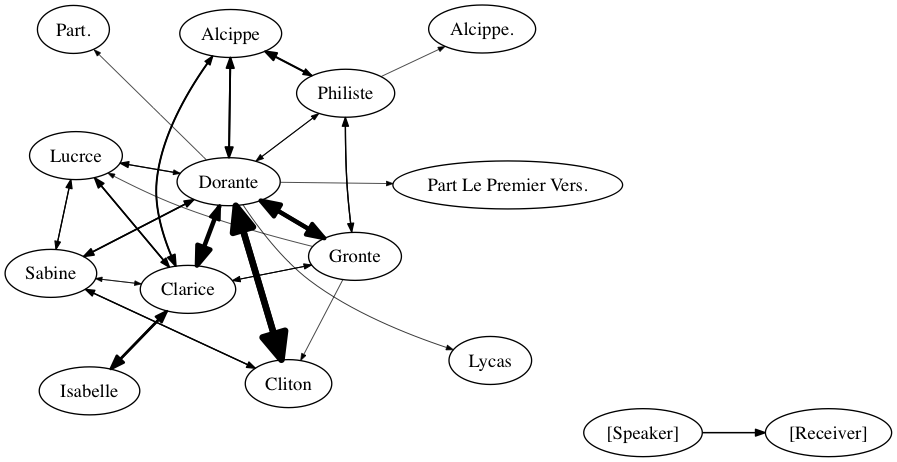 Part.
Alcippe
Alcippe.
Philiste
Lucrce
Dorante
Part Le Premier Vers.
Gronte
Sabine
Clarice
Lycas
Isabelle
Cliton
[Speaker]
[Receiver]